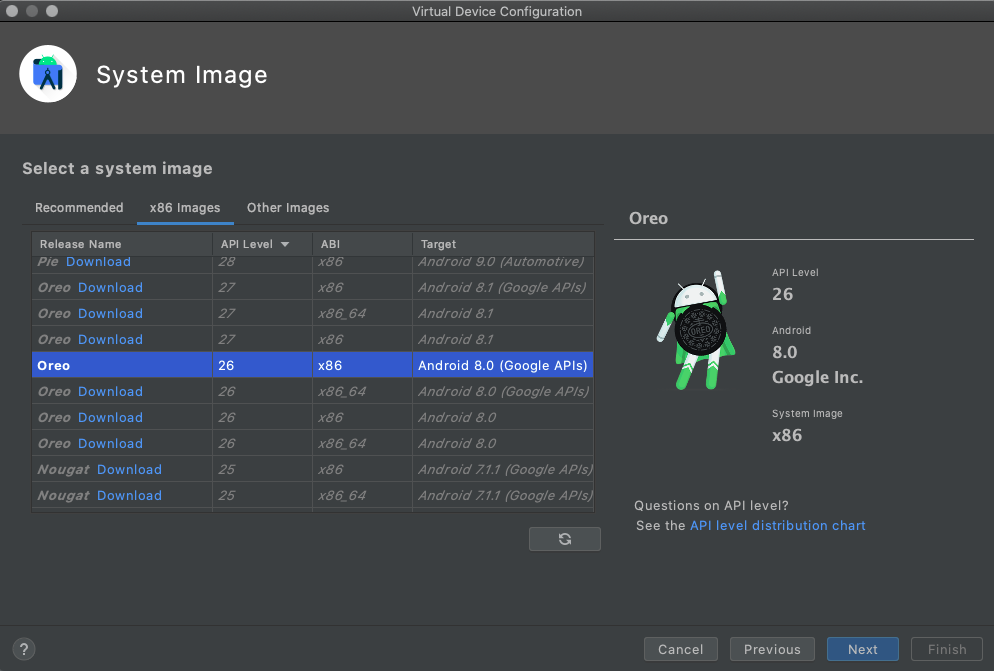 Virtual Device Configuration
System Image
Select a system image
Recommended x86 Images Other Images
Release Name API Level ABI Target
Pie Download 28 x86 Android 9.0 (Automotive)
Oreo Download 27 x86 Android 8.1 (Google APIs)
Oreo Download 27 x86_64 Android 8.1
Oreo Download 27 x86 Android 8.1
Oreo 26 x86 Android 8.0 (Google APIs)
Oreo Download 26 x86_64 Android 8.0 (Google APIs)
Oreo Download 26 x86 Android 8.0
Oreo Download 26 x86_64 Android 8.0
Nougat Download 25 x86 Android 7.1.1 (Google APIs)
Nougat Download 25 x86_64 Android 7.1.1 (Google APIs)
Oreo
OREO
API Level
26
Android
8.0
Google Inc.
System Image
x86
Questions on API level?
See the API level distribution chart
?
Cancel Previous Next Finish